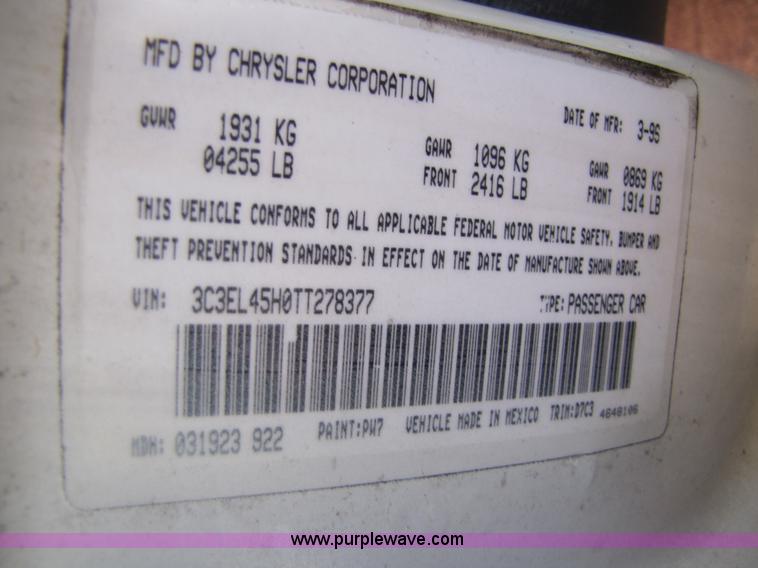 MFD BY CHRYSLER CORPORATION
DATE OF MFR: 3-96
GVWR 1931 KG GAWR 1096 KG GAWR 0869 KG
04255 LB FRONT 2416 LB FRONT 1914 LB
THIS VEHICLE CONFORMS TO ALL APPLICABLE FEDERAL MOTOR VEHICLE SAFETY, BUMPER AND
THEFT PREVENTION STANDARDS IN EFFECT ON THE DATE OF MANUFACTURE SHOWN ABOVE.
VIN: 3C3EL45H0TT278377 TYPE: PASSENGER CAR
MDH: 031923 922 PAINT:PW7 VEHICLE MADE IN MEXICO TRIM:D7C3 4648106
www.purplewave.com